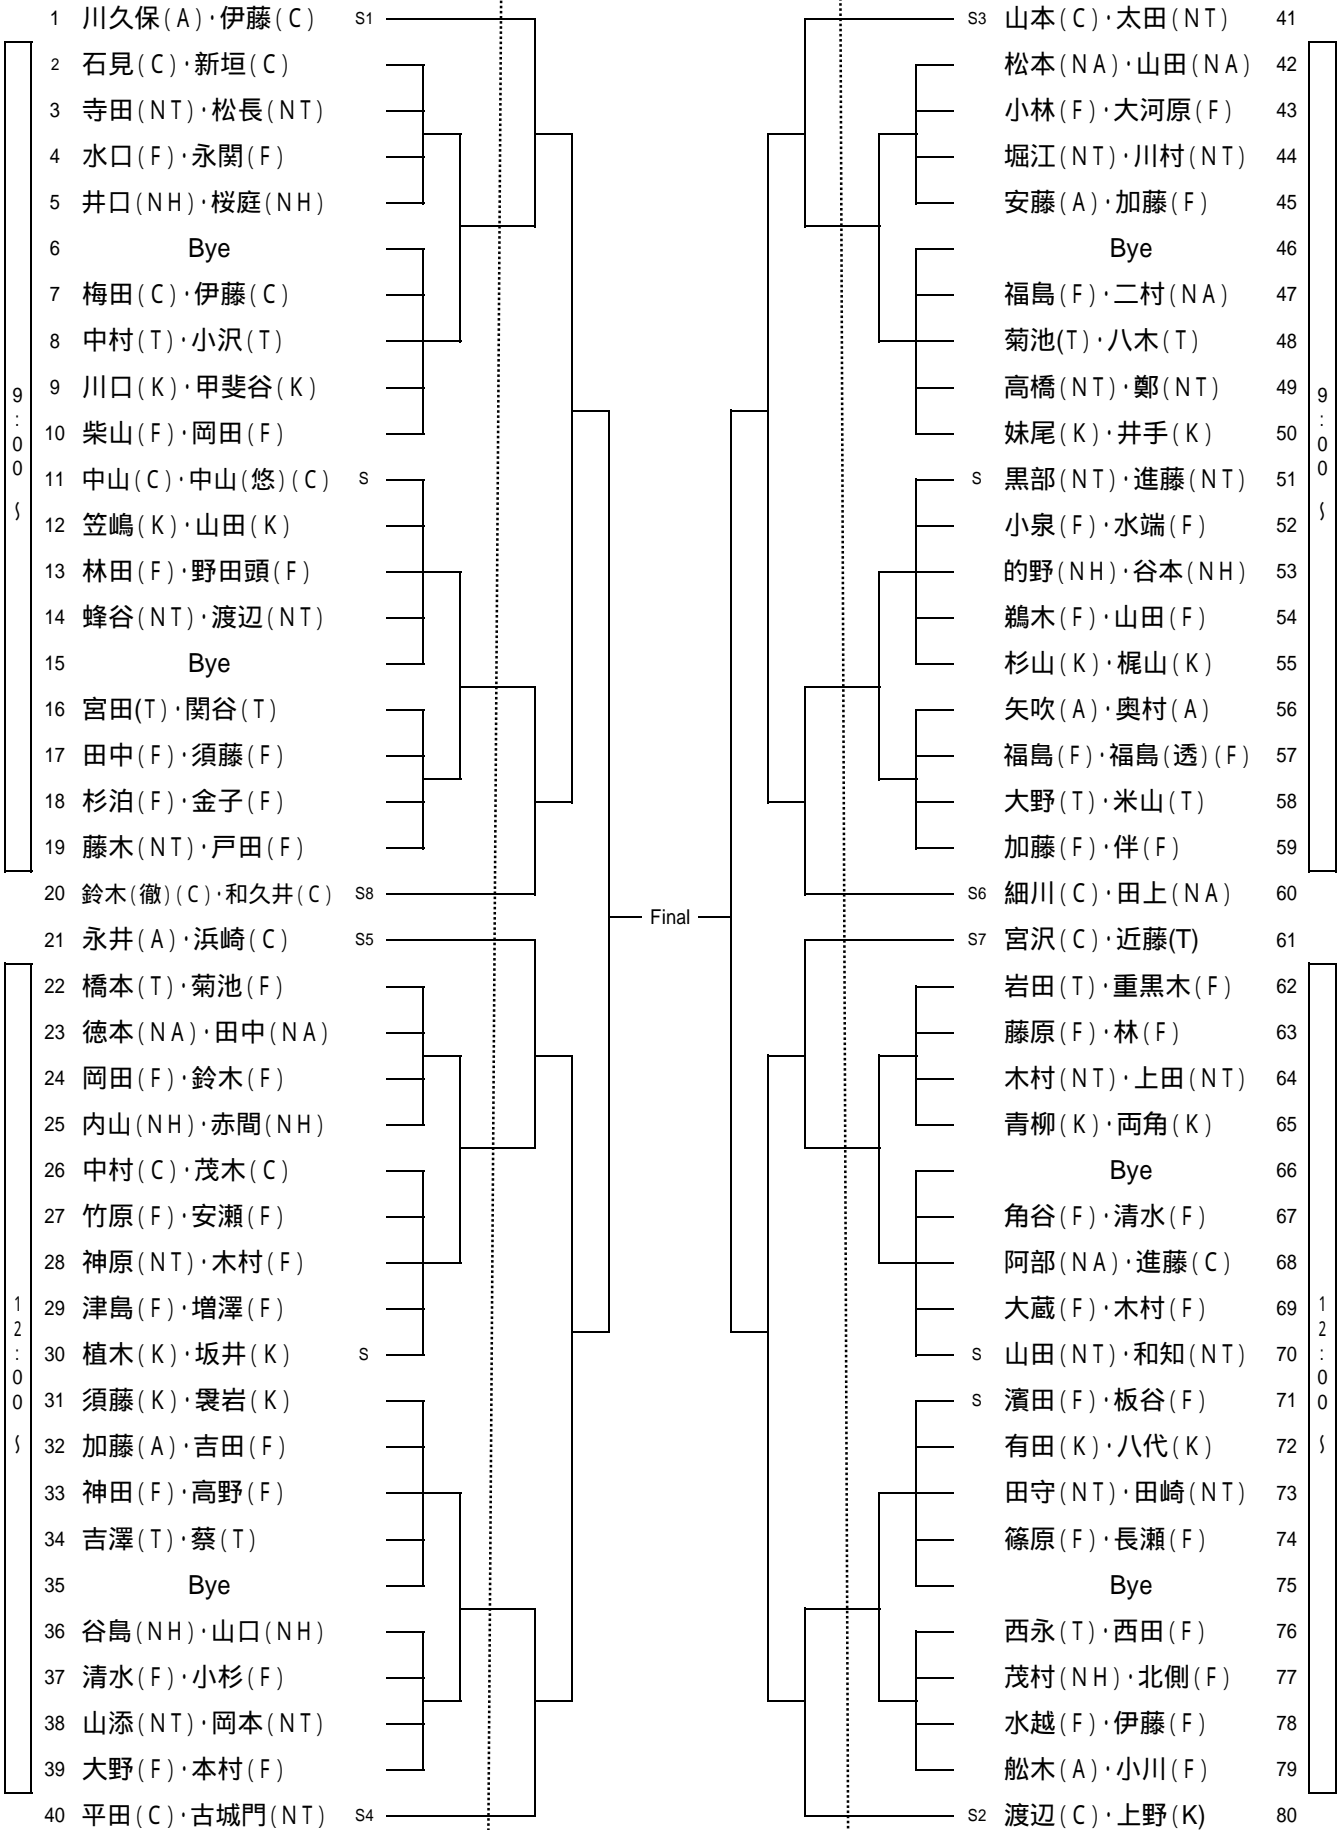 1 川久保(A)・伊藤(C) S1
2 石見(C)・新垣(C)
3 寺田(NT)・松長(NT)
4 水口(F)・永関(F)
5 井口(NH)・桜庭(NH)
6 Bye
7 梅田(C)・伊藤(C)
8 中村(T)・小沢(T)
9 川口(K)・甲斐谷(K)
10 柴山(F)・岡田(F)
11 中山(C)・中山(悠)(C) S
12 笠嶋(K)・山田(K)
13 林田(F)・野田頭(F)
14 蜂谷(NT)・渡辺(NT)
15 Bye
16 宮田(T)・関谷(T)
17 田中(F)・須藤(F)
18 杉泊(F)・金子(F)
19 藤木(NT)・戸田(F)
9:00~
20 鈴木(徹)(C)・和久井(C) S8
21 永井(A)・浜崎(C) S5
22 橋本(T)・菊池(F)
23 徳本(NA)・田中(NA)
24 岡田(F)・鈴木(F)
25 内山(NH)・赤間(NH)
26 中村(C)・茂木(C)
27 竹原(F)・安瀬(F)
28 神原(NT)・木村(F)
29 津島(F)・増澤(F)
30 植木(K)・坂井(K) S
31 須藤(K)・袰岩(K)
32 加藤(A)・吉田(F)
33 神田(F)・高野(F)
34 吉澤(T)・蔡(T)
35 Bye
36 谷島(NH)・山口(NH)
37 清水(F)・小杉(F)
38 山添(NT)・岡本(NT)
39 大野(F)・本村(F)
12:00~
40 平田(C)・古城門(NT) S4
Final
S3 山本(C)・太田(NT) 41
松本(NA)・山田(NA) 42
小林(F)・大河原(F) 43
堀江(NT)・川村(NT) 44
安藤(A)・加藤(F) 45
Bye 46
福島(F)・二村(NA) 47
菊池(T)・八木(T) 48
高橋(NT)・鄭(NT) 49
妹尾(K)・井手(K) 50
S 黒部(NT)・進藤(NT) 51
小泉(F)・水端(F) 52
的野(NH)・谷本(NH) 53
鵜木(F)・山田(F) 54
杉山(K)・梶山(K) 55
矢吹(A)・奥村(A) 56
福島(F)・福島(透)(F) 57
大野(T)・米山(T) 58
加藤(F)・伴(F) 59
9:00~
S6 細川(C)・田上(NA) 60
S7 宮沢(C)・近藤(T) 61
岩田(T)・重黒木(F) 62
藤原(F)・林(F) 63
木村(NT)・上田(NT) 64
青柳(K)・両角(K) 65
Bye 66
角谷(F)・清水(F) 67
阿部(NA)・進藤(C) 68
大蔵(F)・木村(F) 69
S 山田(NT)・和知(NT) 70
S 濱田(F)・板谷(F) 71
有田(K)・八代(K) 72
田守(NT)・田崎(NT) 73
篠原(F)・長瀬(F) 74
Bye 75
西永(T)・西田(F) 76
茂村(NH)・北側(F) 77
水越(F)・伊藤(F) 78
舩木(A)・小川(F) 79
12:00~
S2 渡辺(C)・上野(K) 80